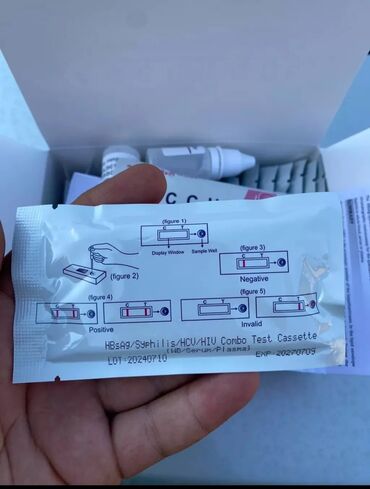 C C
(figure 1)
C T
Display Window Sample Well
(figure 2)
(figure 3)
C T
Negative
(figure 4)
C T
C T
Positive
(figure 5)
C T
C T
Invalid
HBsAg/Syphilis/HCV/HIV Combo Test Cassette
(WB/Serum/Plasma)
LOT:20240710 EXP:20270709